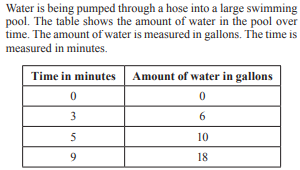 Water is being pumped through a hose into a large swimming
pool. The table shows the amount of water in the pool over
time. The amount of water is measured in gallons. The time is
measured in minutes.
Time in minutes Amount of water in gallons
0 0
3 6
5 10
9 18